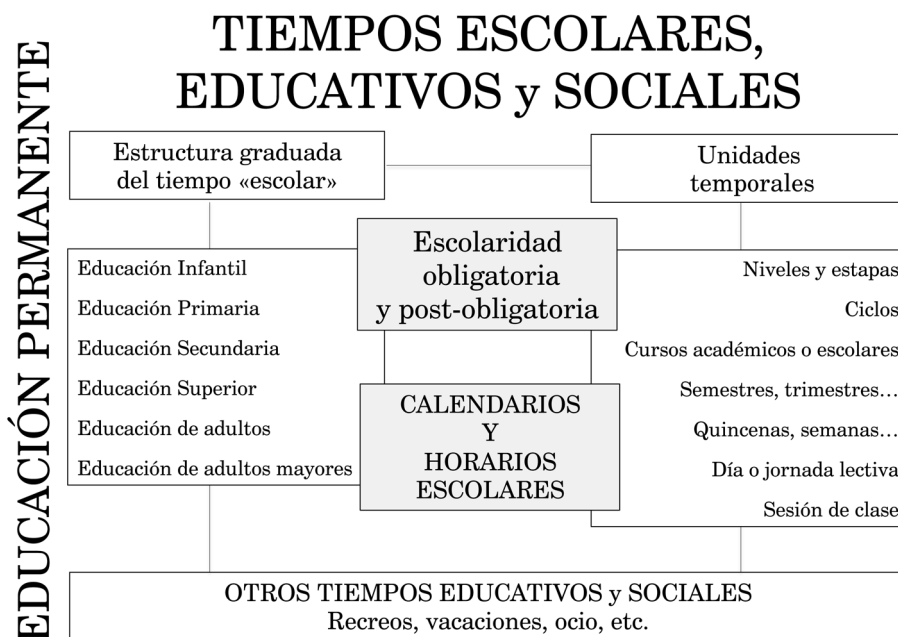 TIEMPOS ESCOLARES,
EDUCATIVOS y SOCIALES
EDUCACIÓN PERMANENTE
Estructura graduada
del tiempo «escolar»
Unidades
temporales
Escolaridad
obligatoria
y post-obligatoria
Educación Infantil
Educación Primaria
Educación Secundaria
Educación Superior
Educación de adultos
Educación de adultos mayores
Niveles y estapas
Ciclos
Cursos académicos o escolares
Semestres, trimestres...
Quincenas, semanas...
Día o jornada lectiva
Sesión de clase
CALENDARIOS
Y
HORARIOS
ESCOLARES
OTROS TIEMPOS EDUCATIVOS y SOCIALES
Recreos, vacaciones, ocio, etc.